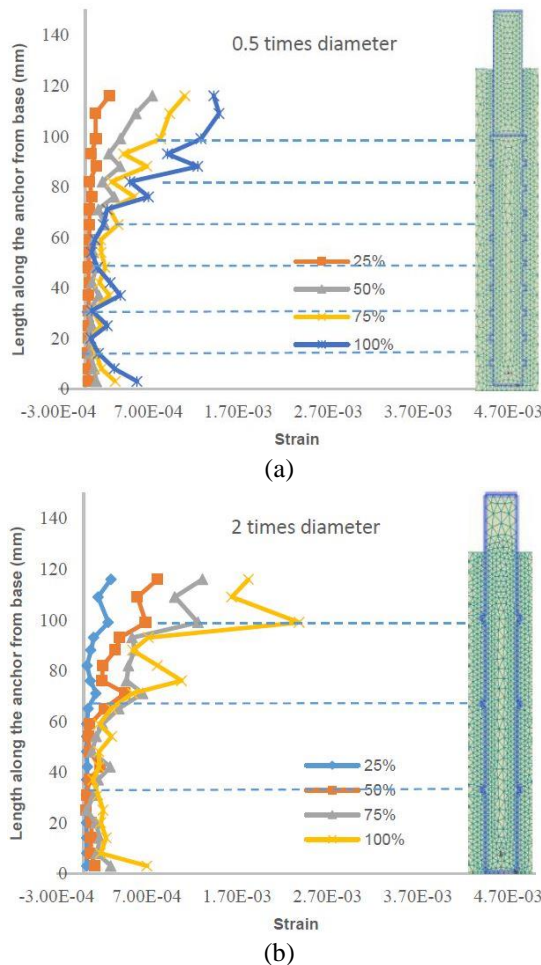 0.5 times diameter
140
120
100
80
60
40
20
0
Length along the anchor from base (mm)
25%
50%
75%
100%
-3.00E-04 7.00E-04 1.70E-03 2.70E-03 3.70E-03 4.70E-03
Strain
(a)
2 times diameter
140
120
100
80
60
40
20
0
Length along the anchor from base (mm)
25%
50%
75%
100%
-3.00E-04 7.00E-04 1.70E-03 2.70E-03 3.70E-03 4.70E-03
Strain
(b)